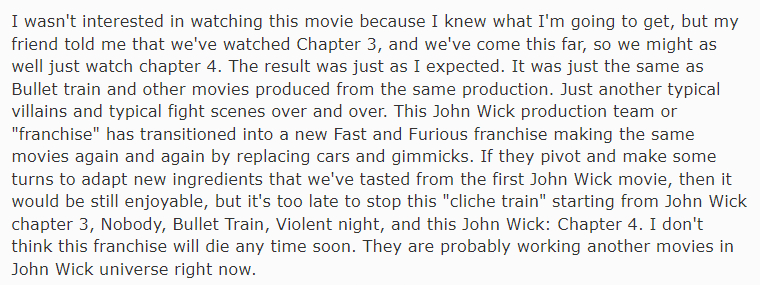 I wasn't interested in watching this movie because I knew what I'm going to get, but my
friend told me that we've watched Chapter 3, and we've come this far, so we might as
well just watch chapter 4. The result was just as I expected. It was just the same as
Bullet train and other movies produced from the same production. Just another typical
villains and typical fight scenes over and over. This John Wick production team or
"franchise" has transitioned into a new Fast and Furious franchise making the same
movies again and again by replacing cars and gimmicks. If they pivot and make some
turns to adapt new ingredients that we've tasted from the first John Wick movie, then it
would be still enjoyable, but it's too late to stop this "cliche train" starting from John Wick
chapter 3, Nobody, Bullet Train, Violent night, and this John Wick: Chapter 4. I don't
think this franchise will die any time soon. They are probably working another movies in
John Wick universe right now.